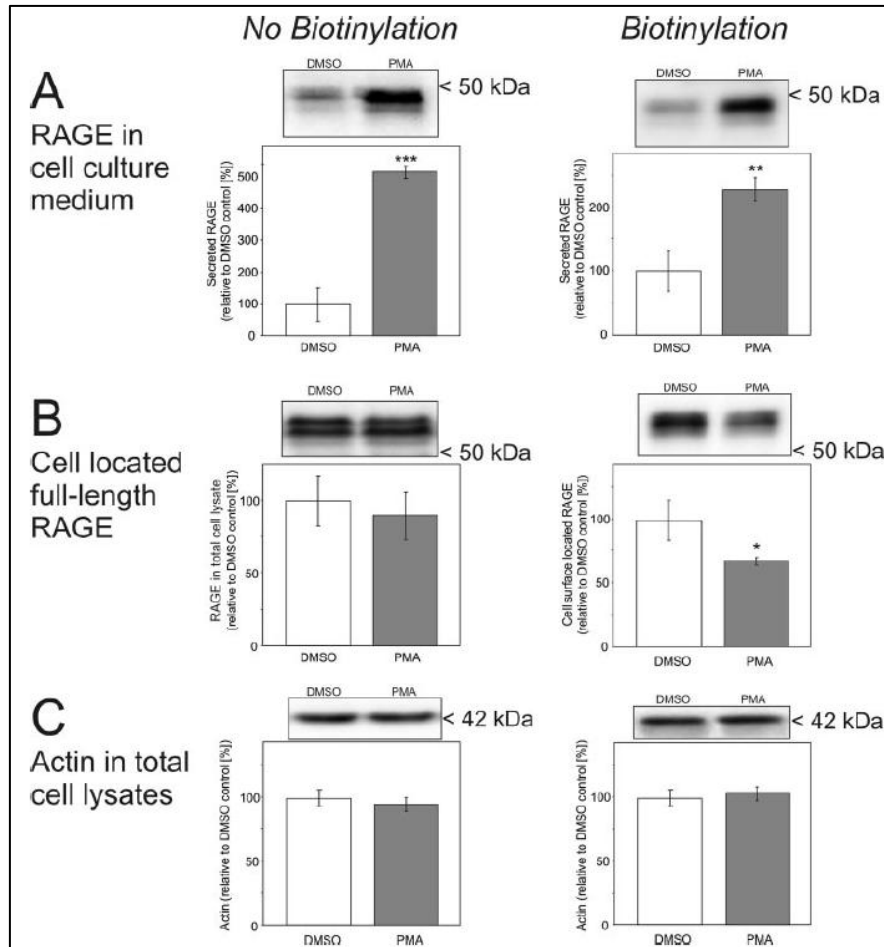 No Biotinylation
Biotinylation
A
RAGE in
cell culture
medium
DMSO PMA
< 50 kDa
Secreted RAGE
(relative to DMSO control [%])
500
400
300
200
100
0
***
DMSO PMA
DMSO PMA
< 50 kDa
Secreted RAGE
(relative to DMSO control [%])
200
100
0
**
DMSO PMA
B
Cell located
full-length
RAGE
DMSO PMA
< 50 kDa
RAGE in total cell lysate
(relative to DMSO control [%])
100
50
0
DMSO PMA
DMSO PMA
< 50 kDa
Cell surface located RAGE
(relative to DMSO control [%])
100
50
0
*
DMSO PMA
C
Actin in total
cell lysates
DMSO PMA
< 42 kDa
Actin (relative to DMSO control [%])
100
50
0
DMSO PMA
DMSO PMA
< 42 kDa
Actin (relative to DMSO control [%])
100
50
0
DMSO PMA